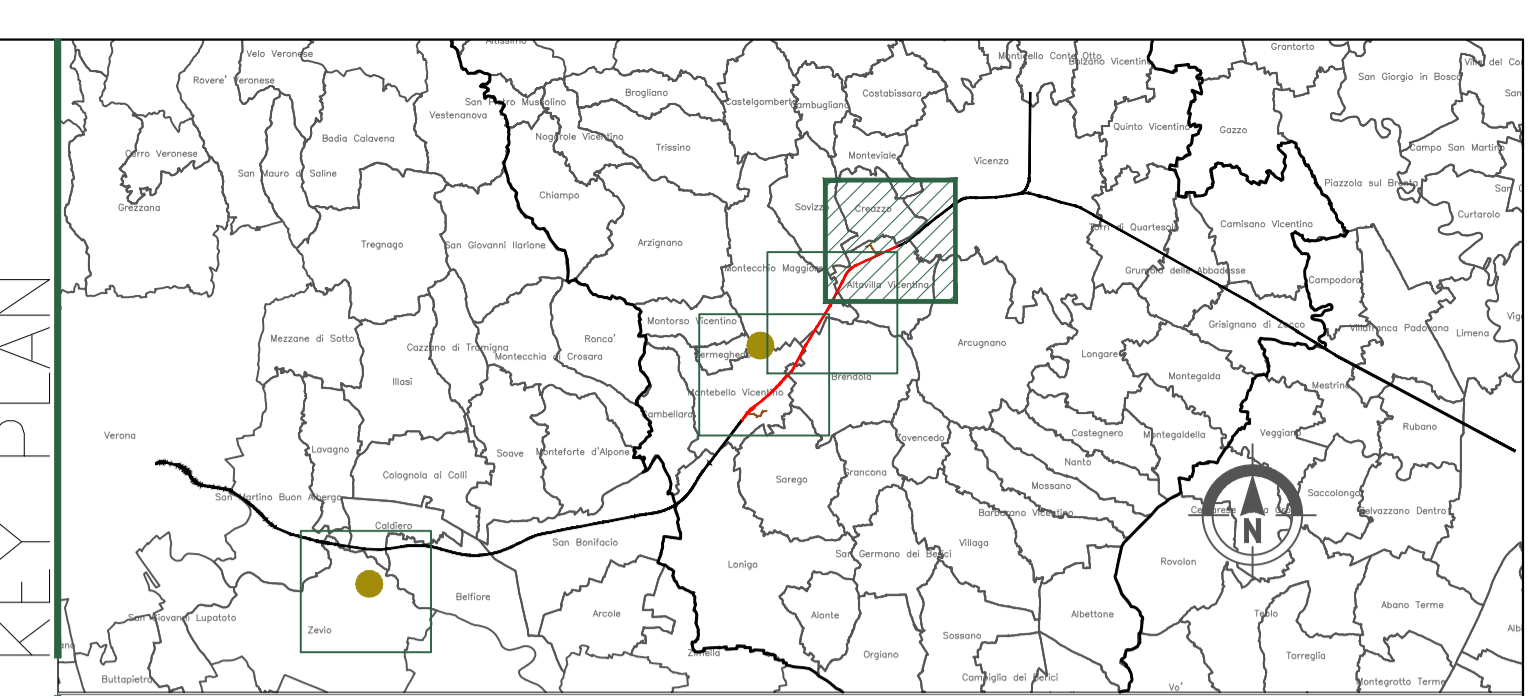 KEY PLAN
Altissimo
Grantorto
Velo Veronese
Monticello Conte Otto
Bolzano Vicentino
San Giorgio in Bosco
Rovere' Veronese
Brogliano
Costabissara
San Pietro Mussolino
Castelgomberto
Gambugliano
Vestenanova
Quinto Vicentino
Gazzo
Badia Calavena
Nogarole Vicentino
Trissino
Campo San Martino
Cerro Veronese
Monteviale
Vicenza
San Mauro di Saline
Piazzola sul Brenta
Chiampo
Grezzana
Sovizzo
Creazzo
Curtarolo
Torri di Quartesolo
Camisano Vicentino
Tregnago
San Giovanni Ilarione
Arzignano
Montecchio Maggiore
Grumolo delle Abbadesse
Campodoro
Altavilla Vicentina
Montorso Vicentino
Grisignano di Zocco
Villafranca Padovana
Limena
Mezzane di Sotto
Cazzano di Tramigna
Ronca'
Arcugnano
Montecchia di Crosara
Zermeghedo
Longare
Illasi
Brendola
Montegalda
Mestrino
Montebello Vicentino
Gambellara
Verona
Zovencedo
Castegnero
Montegaldella
Veggiano
Rubano
Lavagno
Soave
Monteforte d'Alpone
Nanto
Colognola ai Colli
Sarego
Grancona
Mossano
Saccolongo
San Martino Buon Albergo
Barbarano Vicentino
Selvazzano Dentro
Caldiero
N
San Bonifacio
Villaga
San Germano dei Berici
Lonigo
Rovolon
Belfiore
Arcole
Alonte
Albettone
Teolo
Abano Terme
San Giovanni Lupatoto
Zevio
Sossano
Zimella
Orgiano
Torreglia
Buttapietra
Campiglia dei Berici
Vo'
Montegrotto Terme